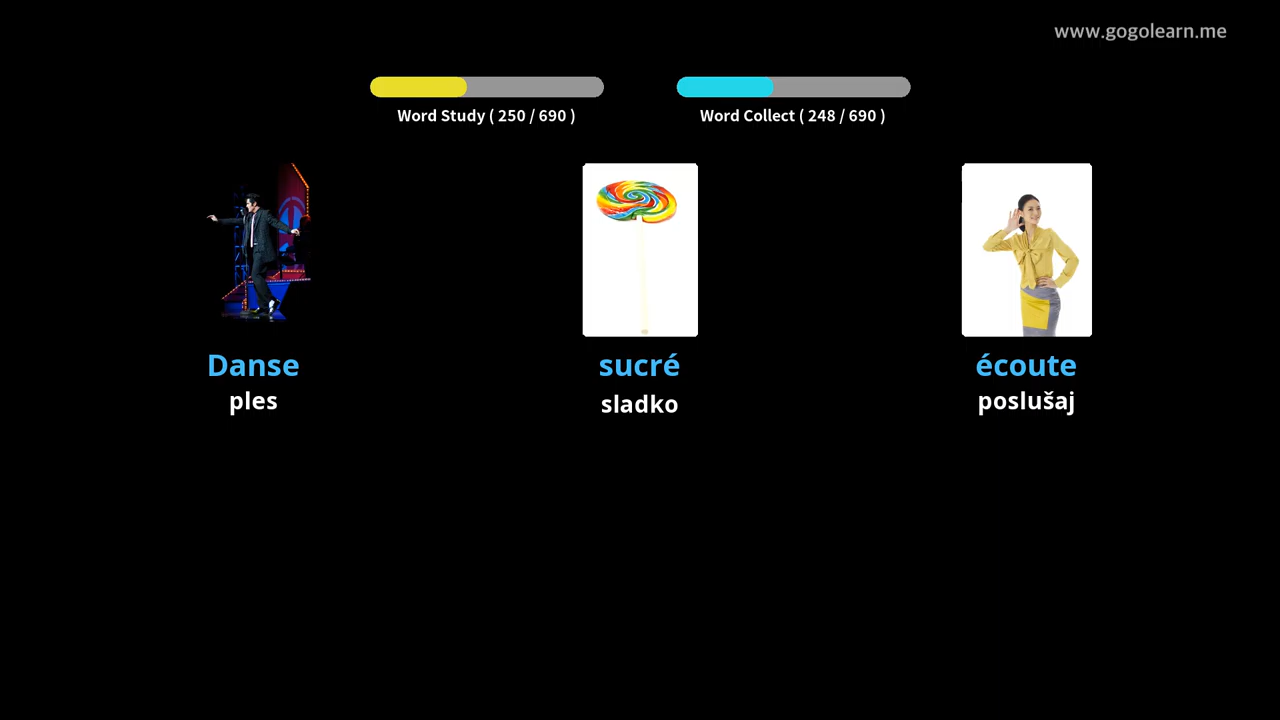 www.gogolearn.me
Word Study ( 250 / 690 )
Word Collect ( 248 / 690 )
Danse
ples
sucré
sladko
écoute
poslušaj